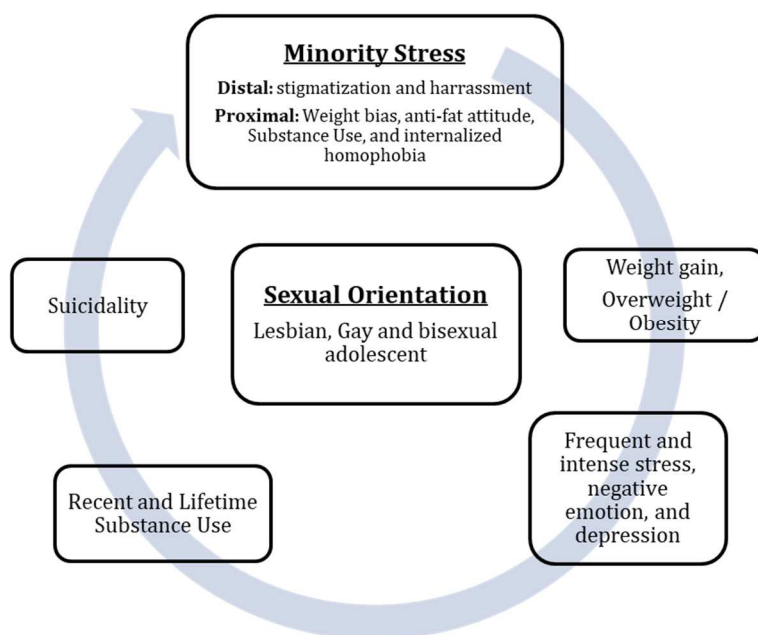 Minority Stress
Distal: stigmatization and harrassment
Proximal: Weight bias, anti-fat attitude,
Substance Use, and internalized
homophobia
Suicidality
Sexual Orientation
Lesbian, Gay and bisexual
adolescent
Weight gain,
Overweight /
Obesity
Recent and Lifetime
Substance Use
Frequent and
intense stress,
negative
emotion, and
depression